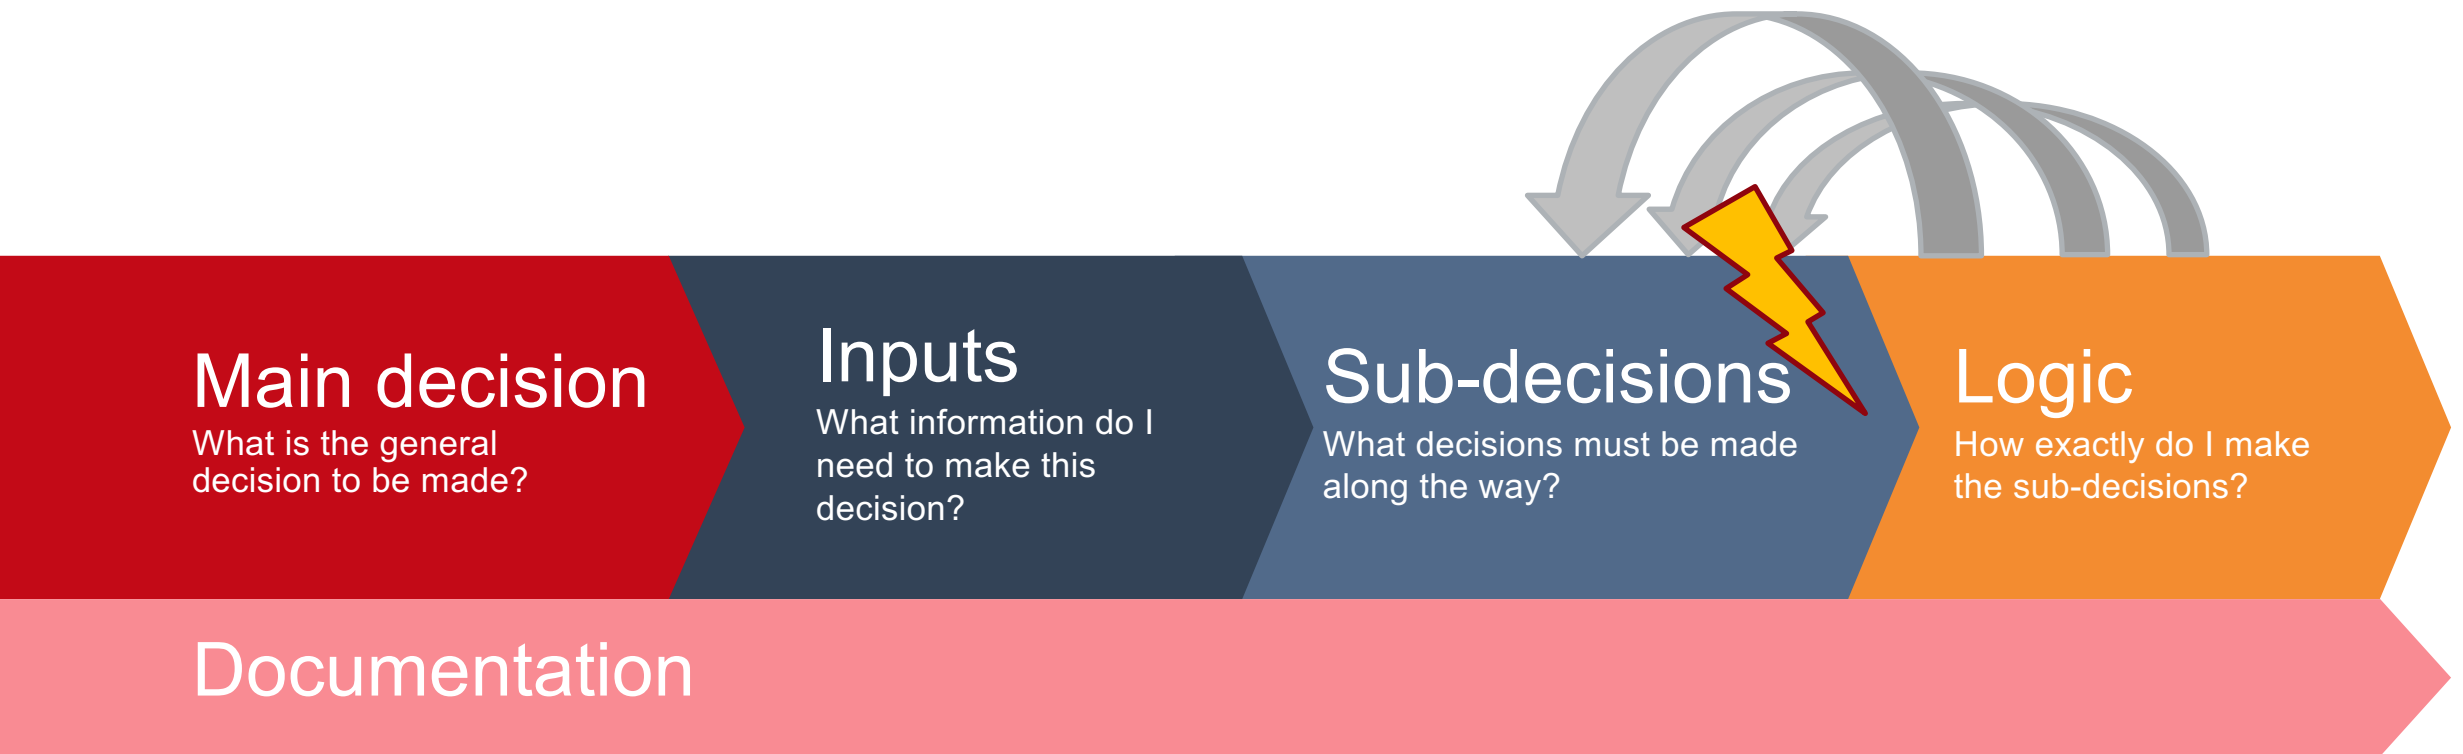 Main decision
What is the general
decision to be made?
Inputs
What information do I
need to make this
decision?
Sub-decisions
What decisions must be made
along the way?
Logic
How exactly do I make
the sub-decisions?
Documentation